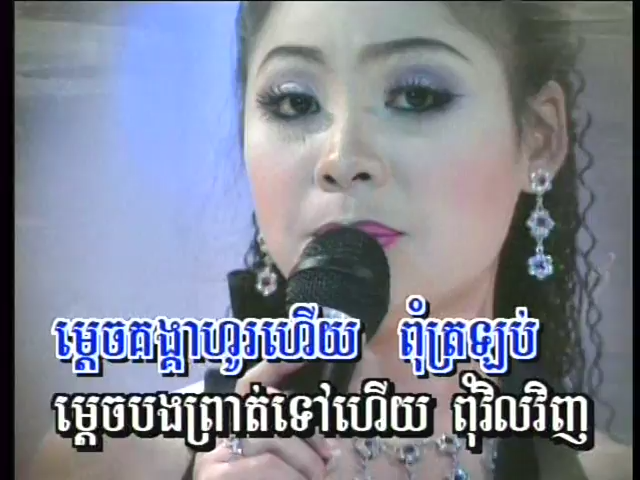 ម្ដេចគង្គាហូរហើយ ពុំត្រឡប់
ម្ដេចបងព្រាត់ទៅហើយ ពុំវិលវិញ